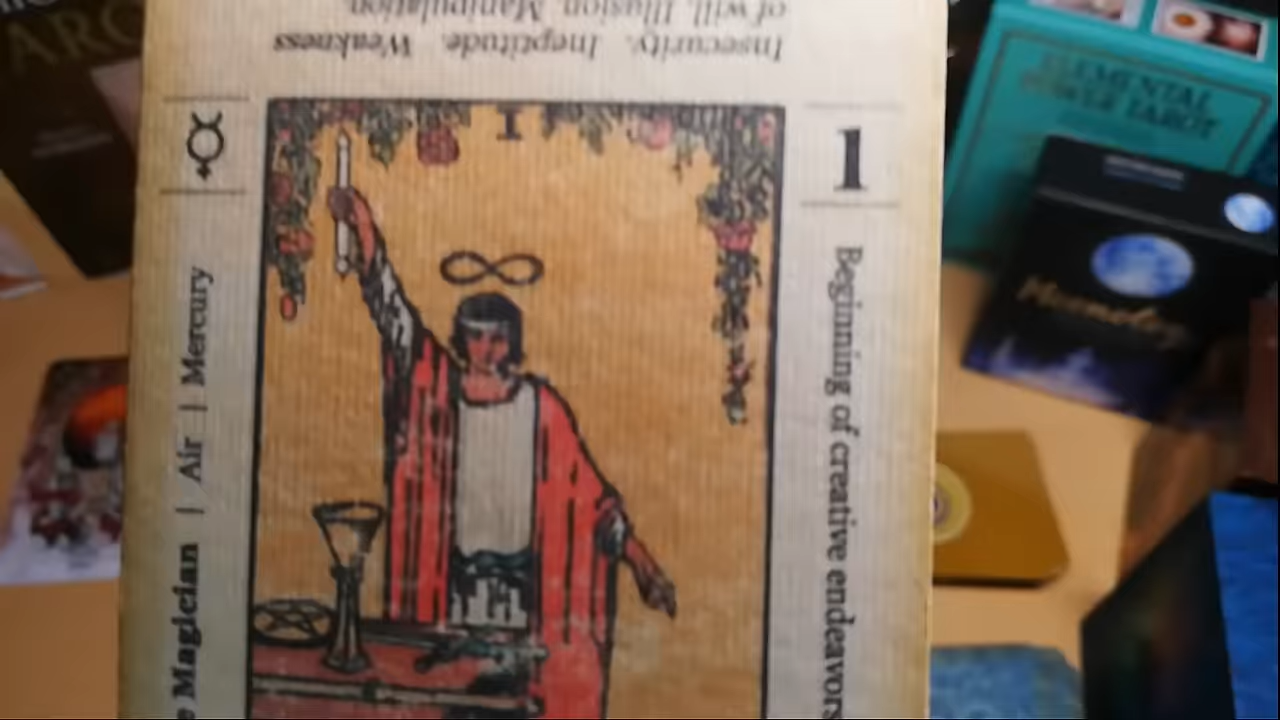 of will. Illusion. Manipulation.
Insecurity. Ineptitude. Weakness
I
1
Magician | Air | Mercury
Beginning of creative endeavors
ELEMENTAL
POWER TAROT